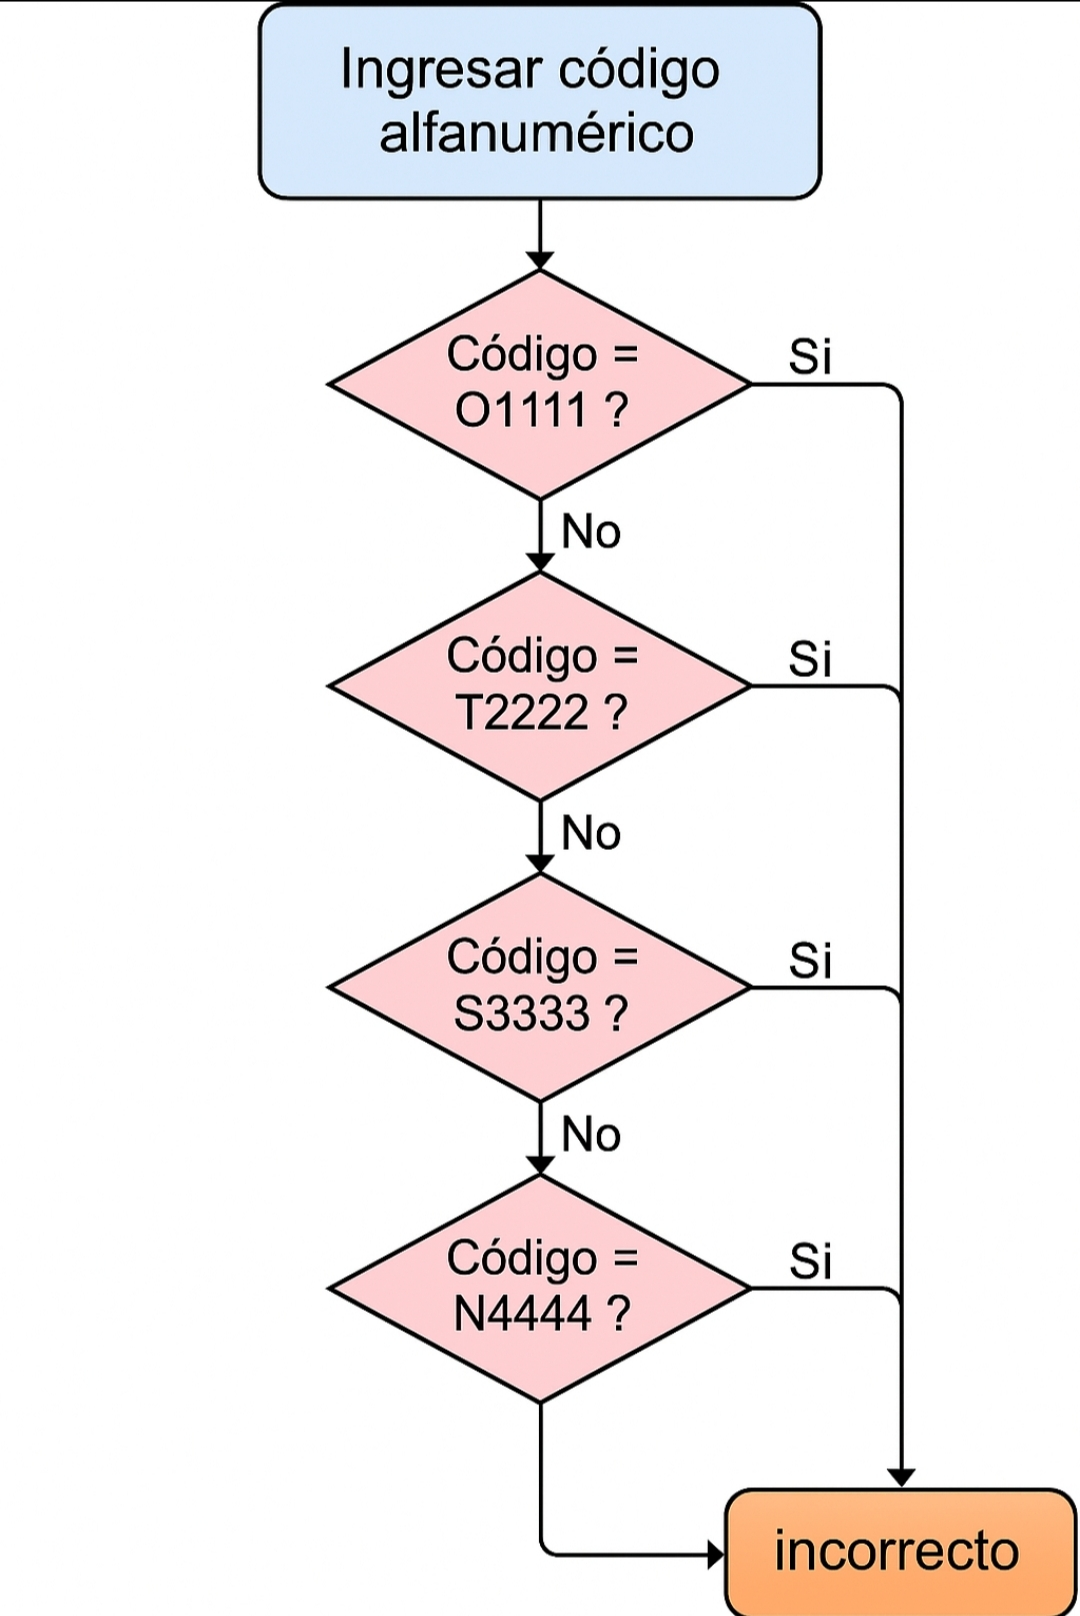 Ingresar código
alfanumérico
Código =
O1111 ?
Si
No
Código =
T2222 ?
Si
No
Código =
S3333 ?
Si
No
Código =
N4444 ?
Si
incorrecto